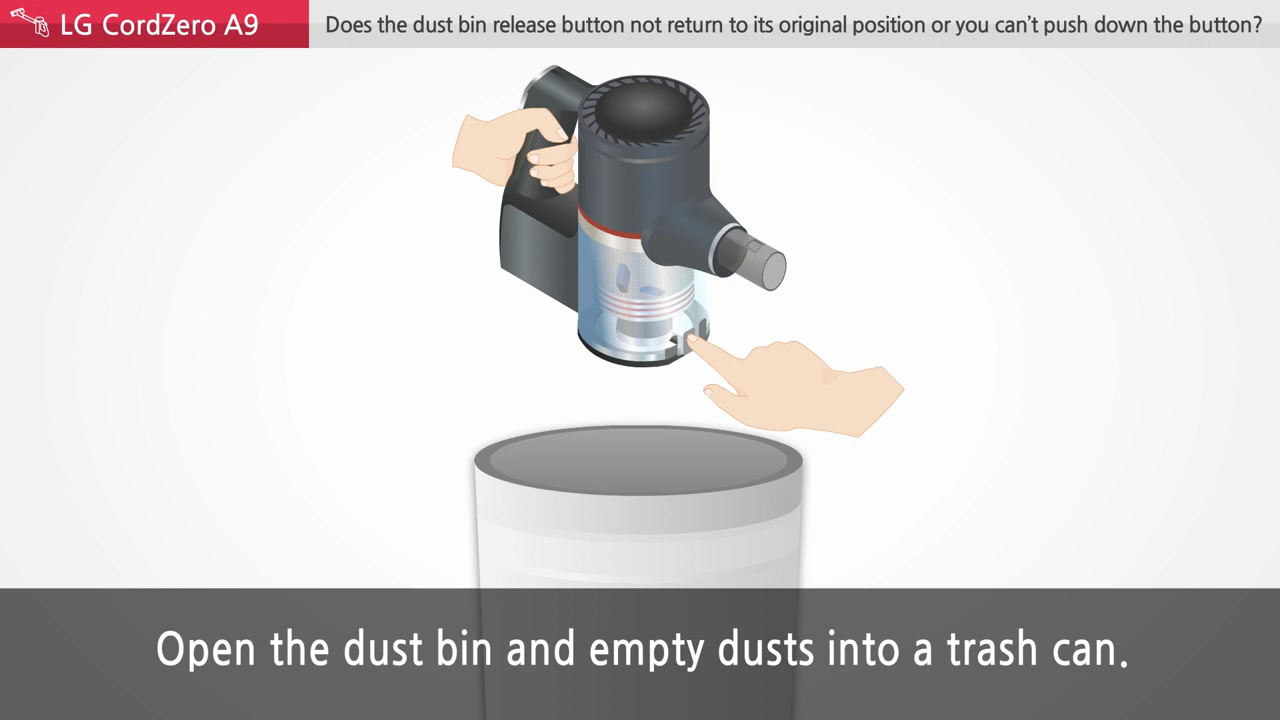 LG CordZero A9
Does the dust bin release button not return to its original position or you can't push down the button?
Open the dust bin and empty dusts into a trash can.